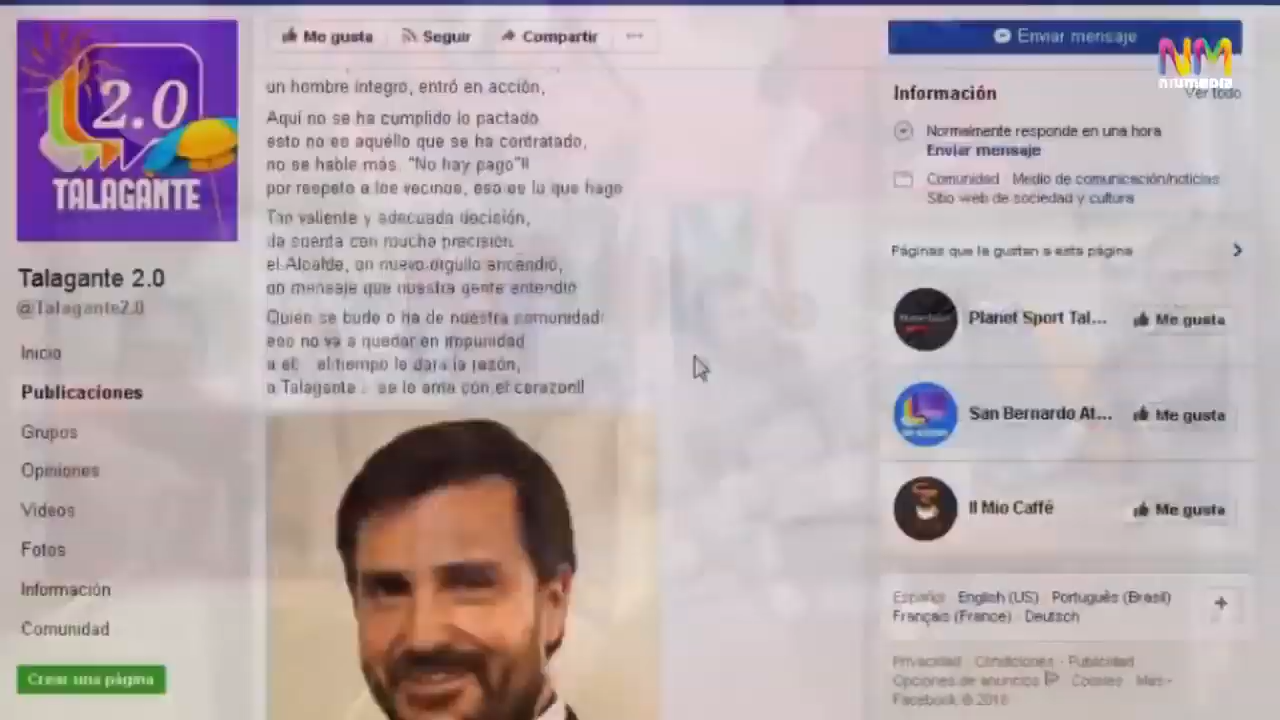 2.0
TALAGANTE
Talagante 2.0
@Talagante2.0
Inicio
Publicaciones
Grupos
Opiniones
Videos
Fotos
Información
Comunidad
Crear una página
Me gusta Seguir Compartir ...
un hombre integro, entró en acción,
Aquí no se ha cumplido lo pactado
esto no es aquéllo que se ha contratado,
no se hable más. "No hay pago"!!
por respeto a los vecinos, eso es lo que hago
Tan valiente y adecuada decisión,
da cuenta con mucha precisión
el Alcalde, un nuevo orgullo encendió,
un mensaje que nuestra gente entendió
Quien se burle o ría de nuestra comunidad
eso no va a quedar en impunidad
a el el tiempo le dará la razón,
a Talagante .. se le ama con el corazon!!
Enviar mensaje
NM
NIUMEDIA
Información
Ver todo
Normalmente responde en una hora
Enviar mensaje
Comunidad · Medio de comunicación/noticias
Sitio web de sociedad y cultura
Páginas que le gustan a esta página
Planet Sport Tal... Me gusta
San Bernardo At... Me gusta
Il Mio Caffé Me gusta
Español · English (US) · Português (Brasil) +
Français (France) · Deutsch
Privacidad · Condiciones · Publicidad
Opciones de anuncios · Cookies · Más
Facebook © 2018